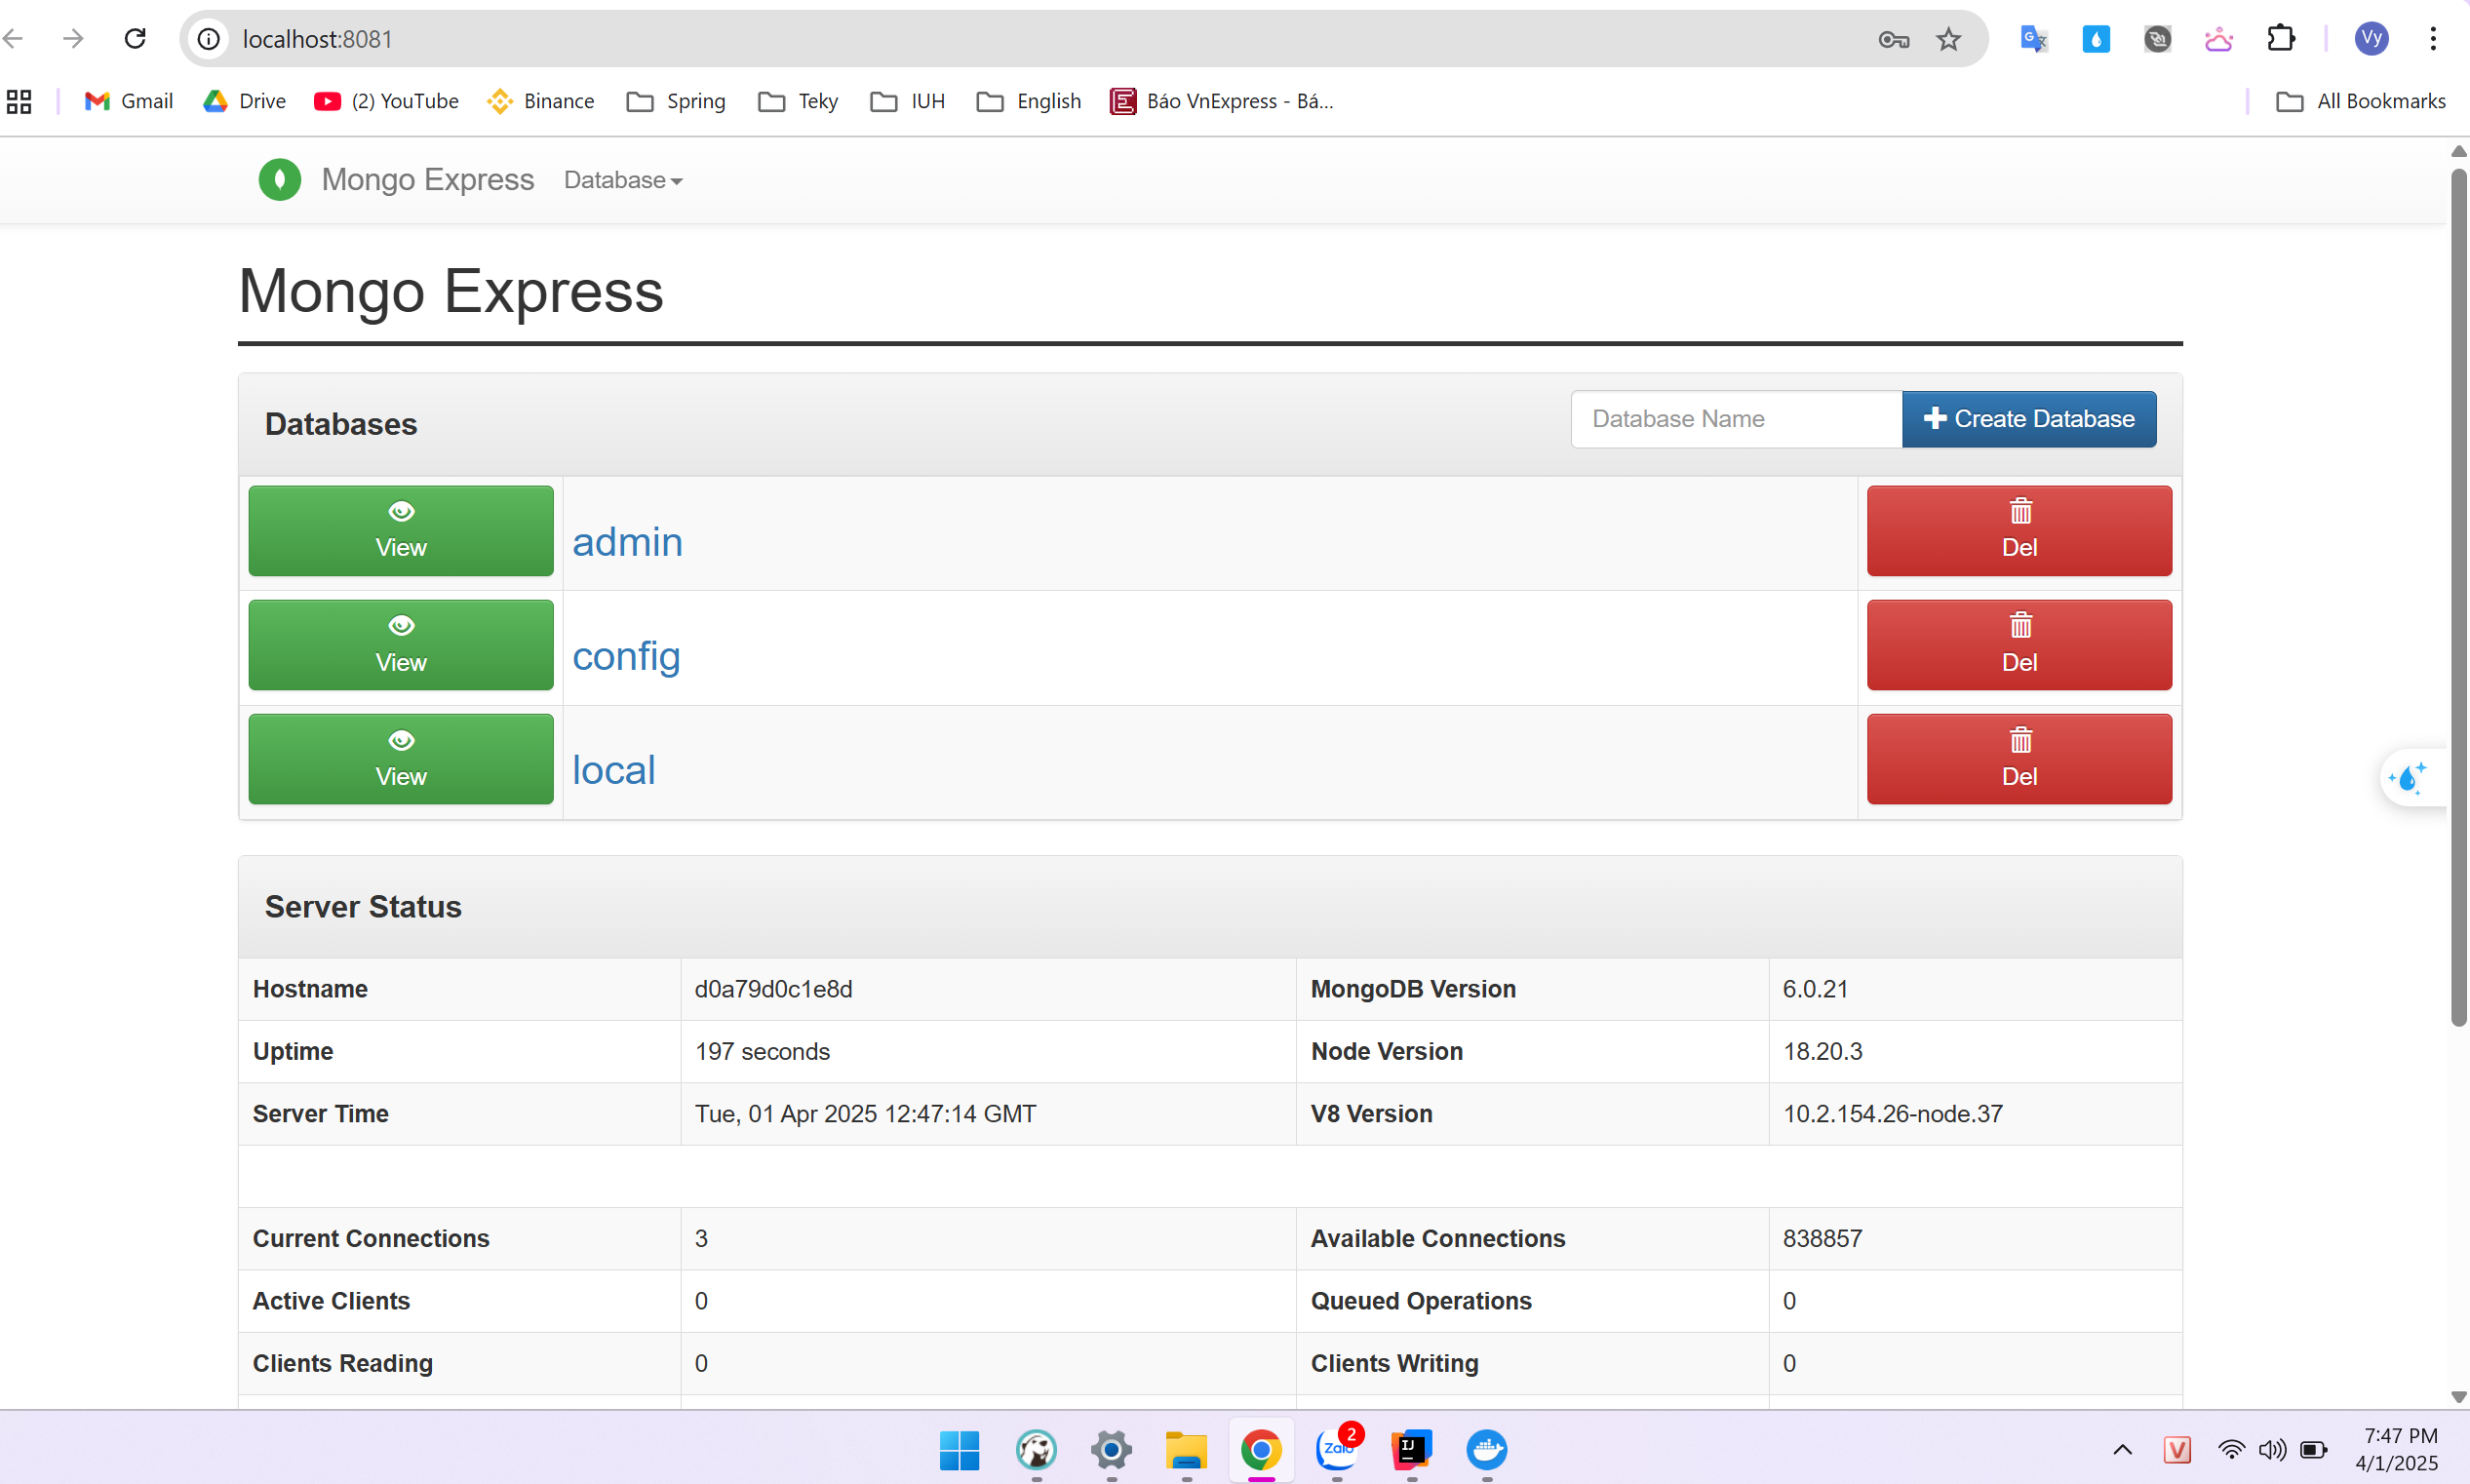 localhost:8081
Vy
Gmail Drive (2) YouTube Binance Spring Teky IUH English Báo VnExpress - Bá... All Bookmarks
Mongo Express Database
Mongo Express
Databases Database Name Create Database
View admin Del
View config Del
View local Del
Server Status
Hostname d0a79d0c1e8d MongoDB Version 6.0.21
Uptime 197 seconds Node Version 18.20.3
Server Time Tue, 01 Apr 2025 12:47:14 GMT V8 Version 10.2.154.26-node.37
Current Connections 3 Available Connections 838857
Active Clients 0 Queued Operations 0
Clients Reading 0 Clients Writing 0
Zalo 2 IJ V 7:47 PM
4/1/2025